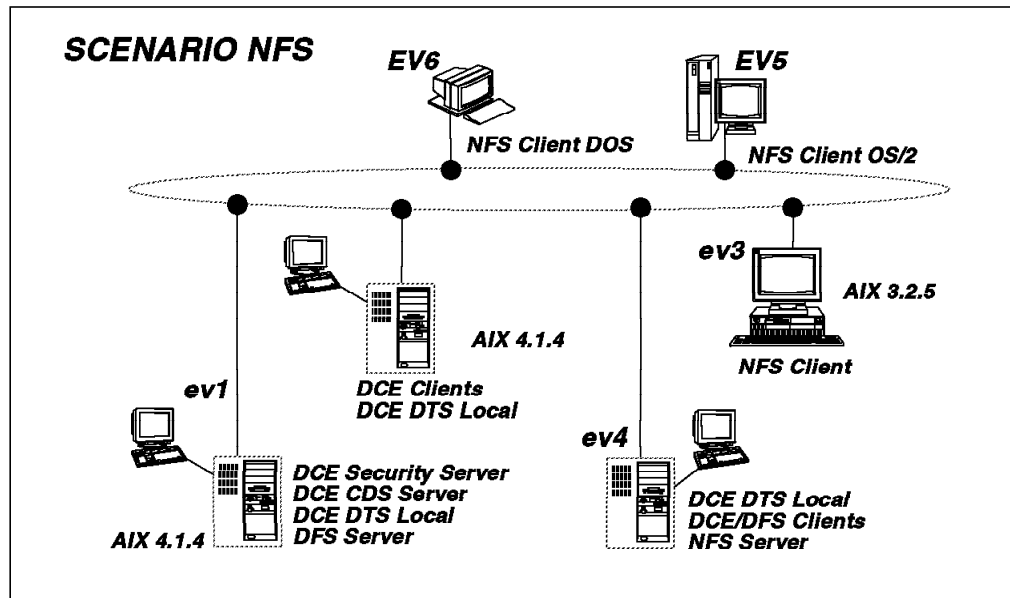 SCENARIO NFS
EV6
EV5
NFS Client DOS
NFS Client OS/2
ev3
AIX 3.2.5
NFS Client
AIX 4.1.4
DCE Clients
DCE DTS Local
ev1
DCE Security Server
DCE CDS Server
DCE DTS Local
DFS Server
AIX 4.1.4
ev4
DCE DTS Local
DCE/DFS Clients
NFS Server